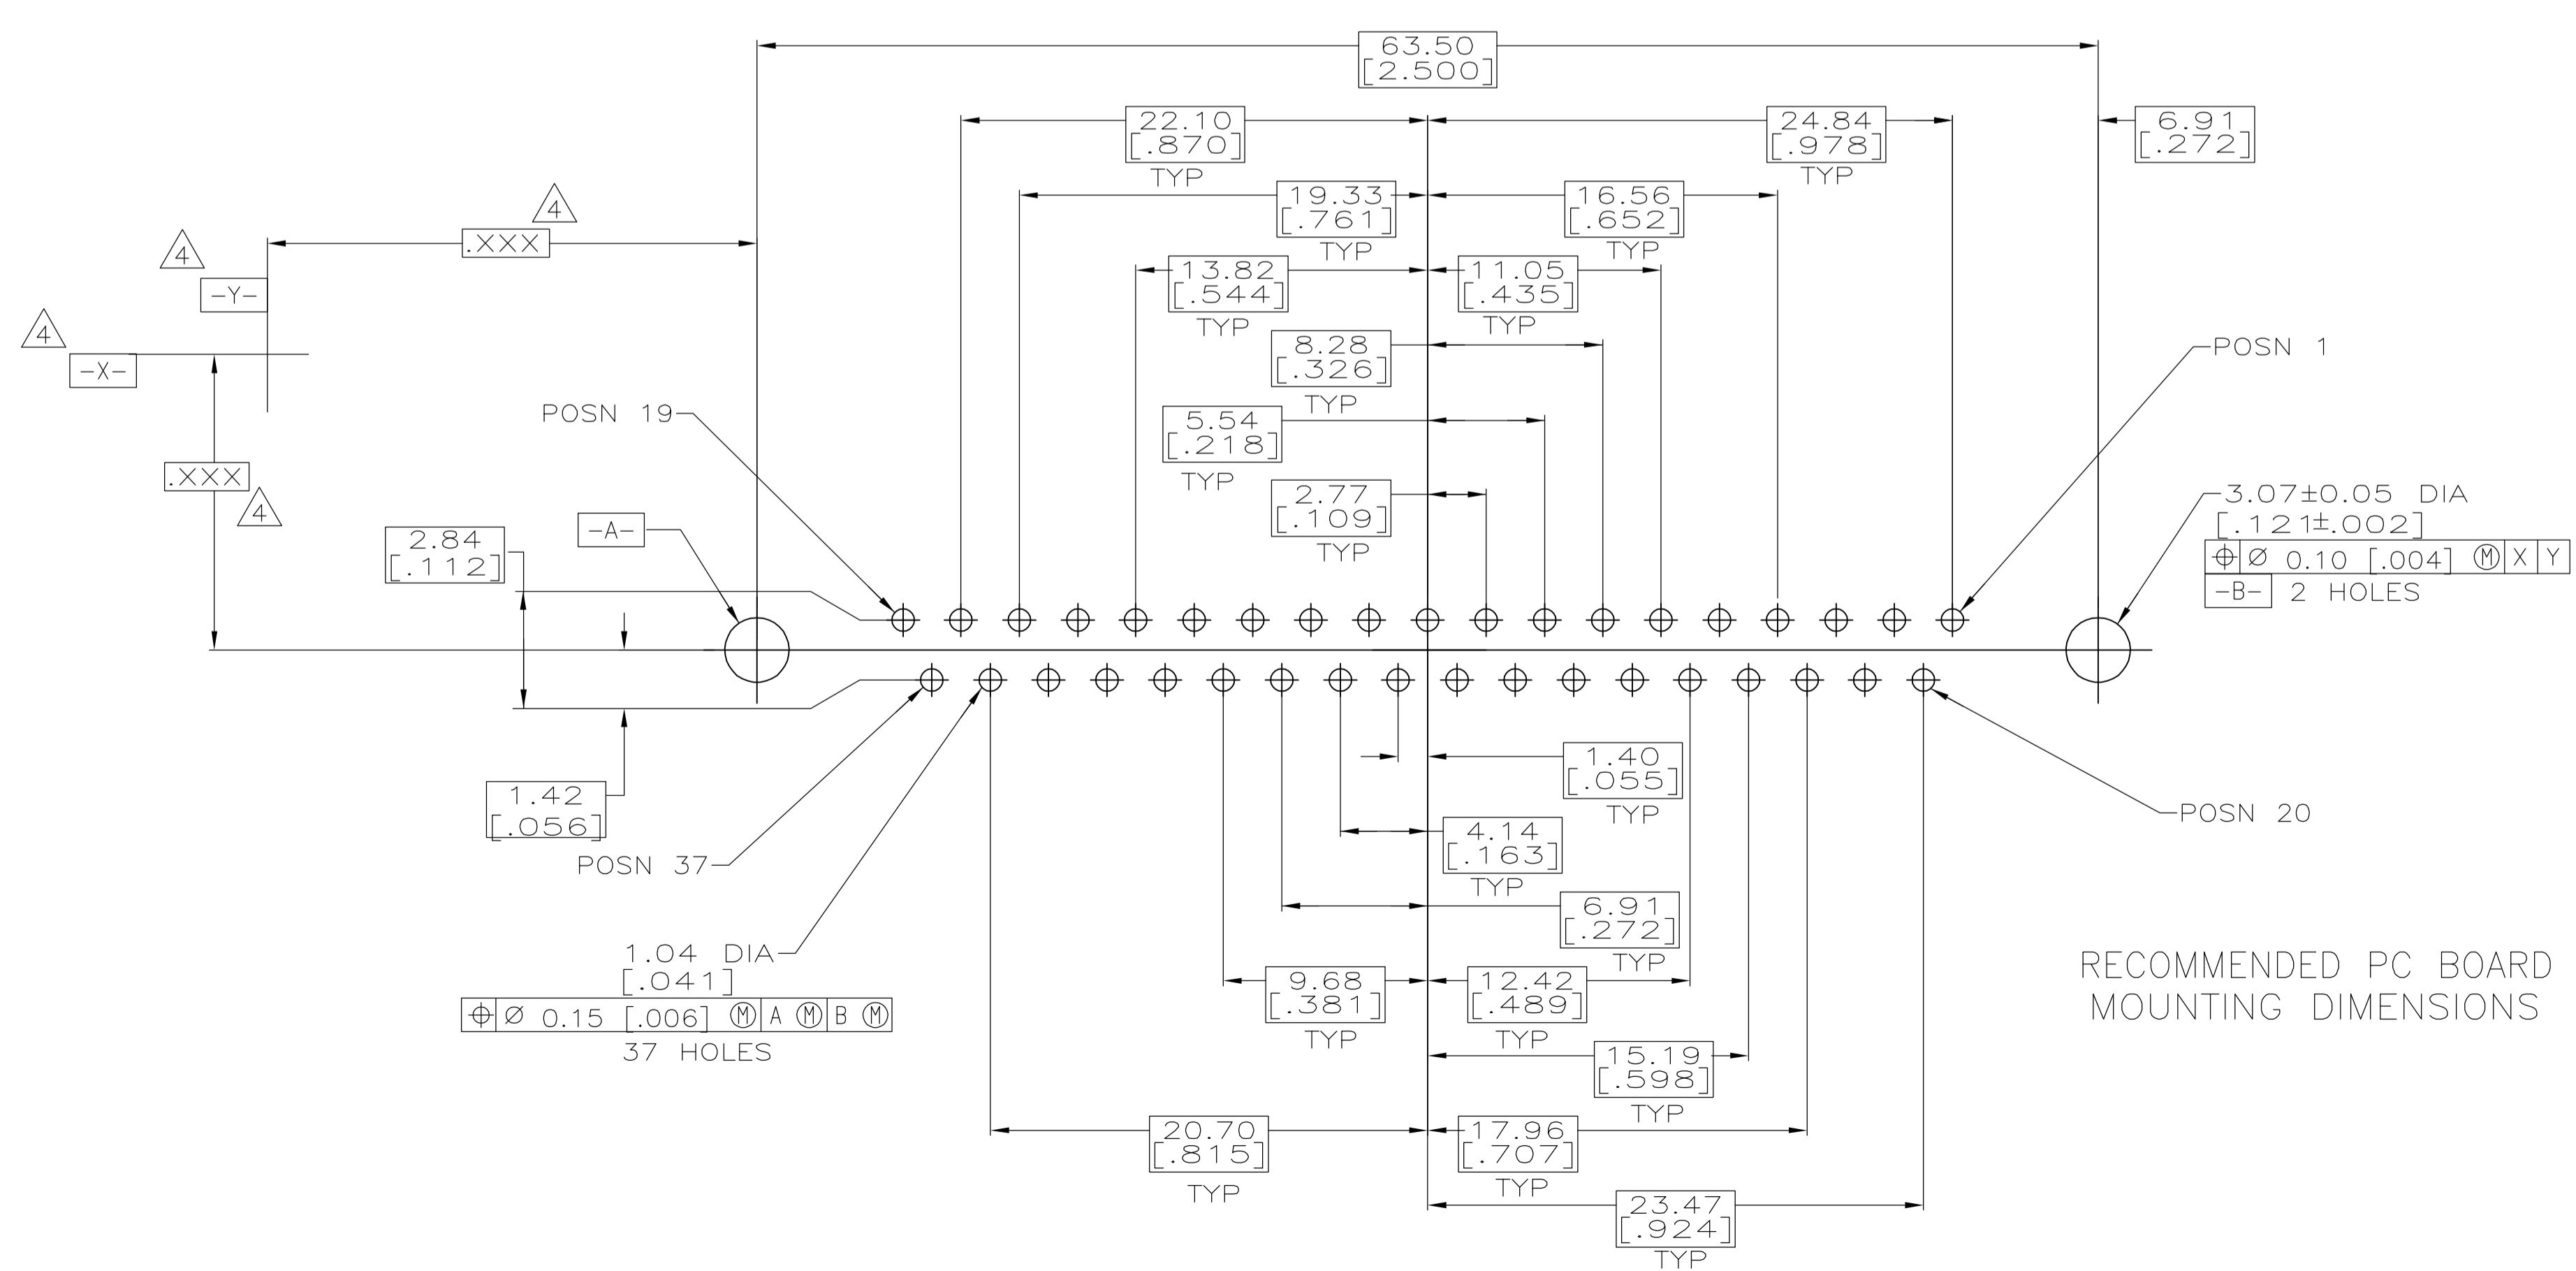 63.50
[2.500]
22.10
[.870]
TYP
24.84
[.978]
TYP
6.91
[.272]
19.33
[.761]
TYP
16.56
[.652]
TYP
4
.XXX
4
-Y-
4
-X-
13.82
[.544]
TYP
11.05
[.435]
TYP
8.28
[.326]
TYP
POSN 1
POSN 19
5.54
[.218]
TYP
.XXX
4
2.77
[.109]
TYP
3.07±0.05 DIA
[.121±.002]
⌖ Ø 0.10 [.004] Ⓜ X Y
-B- 2 HOLES
-A-
2.84
[.112]
1.40
[.055]
TYP
1.42
[.056]
POSN 20
4.14
[.163]
TYP
POSN 37
6.91
[.272]
TYP
1.04 DIA
[.041]
⌖ Ø 0.15 [.006] Ⓜ A Ⓜ B Ⓜ
37 HOLES
9.68
[.381]
TYP
12.42
[.489]
TYP
RECOMMENDED PC BOARD
MOUNTING DIMENSIONS
15.19
[.598]
TYP
20.70
[.815]
TYP
17.96
[.707]
TYP
23.47
[.924]
TYP